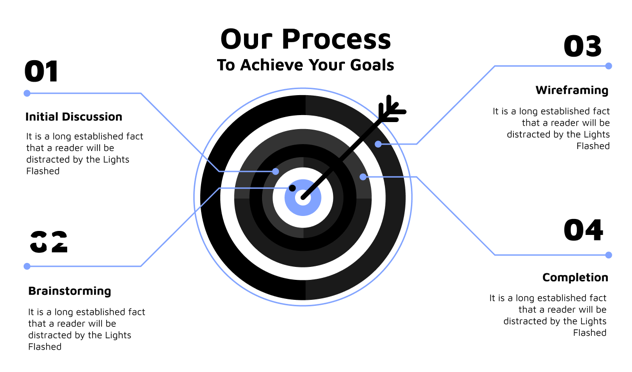 Our Process
To Achieve Your Goals
01
Initial Discussion
It is a long established fact
that a reader will be
distracted by the Lights
Flashed
02
Brainstorming
It is a long established fact
that a reader will be
distracted by the Lights
Flashed
03
Wireframing
It is a long established fact
that a reader will be
distracted by the Lights
Flashed
04
Completion
It is a long established fact
that a reader will be
distracted by the Lights
Flashed